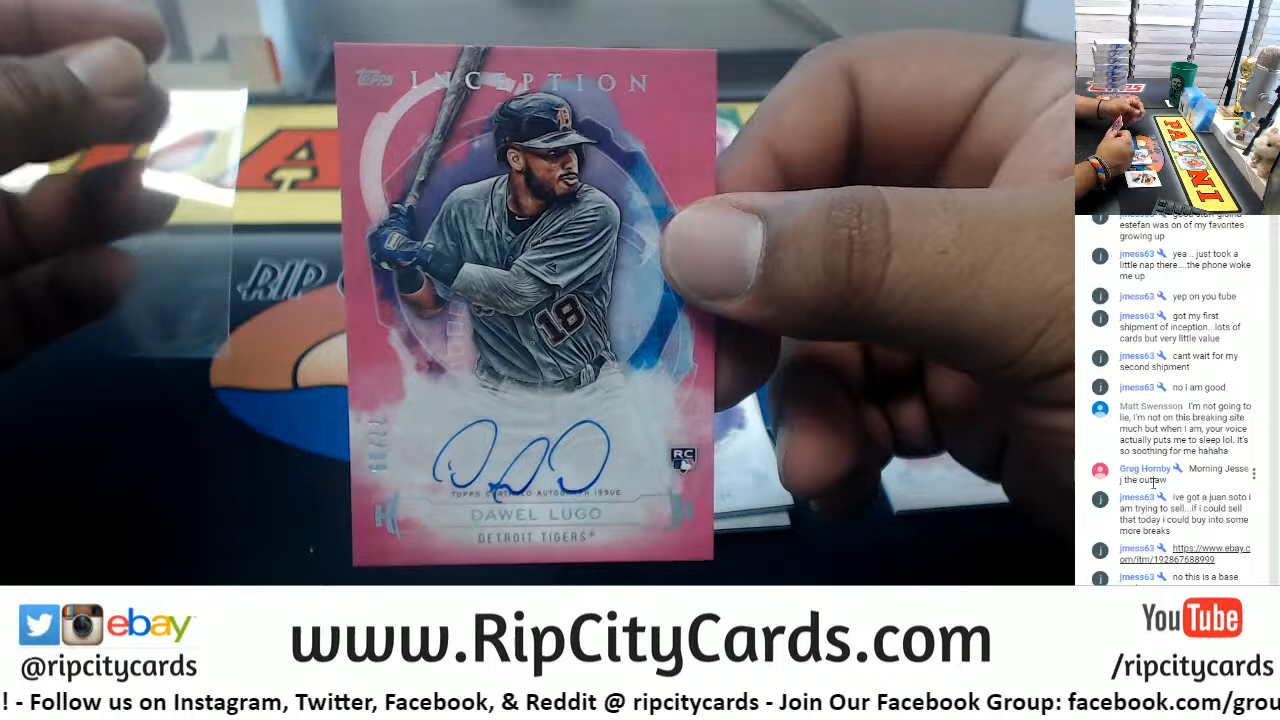 topps INCEPTION
18
RC
TOPPS CERTIFIED AUTOGRAPH ISSUE
DAWEL LUGO
DETROIT TIGERS®
RIP
PANINI
estefan was on of my favorites
growing up
jmess63 yea .. just took a
little nap there....the phone woke
me up
jmess63 yep on you tube
jmess63 got my first
shipment of inception...lots of
cards but very little value
jmess63 cant wait for my
second shipment
jmess63 no i am good
Matt Swensson I'm not going to
lie, I'm not on this breaking site
much but when I am, your voice
actually puts me to sleep lol. It's
so soothing for me hahaha
Greg Hornby Morning Jesse
j the outlaw
jmess63 ive got a juan soto i
am trying to sell...if i could sell
that today i could buy into some
more breaks
jmess63 https://www.ebay.c
om/itm/192867688999
jmess63 no this is a base
ebay
@ripcitycards
www.RipCityCards.com
YouTube
/ripcitycards
! - Follow us on Instagram, Twitter, Facebook, & Reddit @ ripcitycards - Join Our Facebook Group: facebook.com/grou